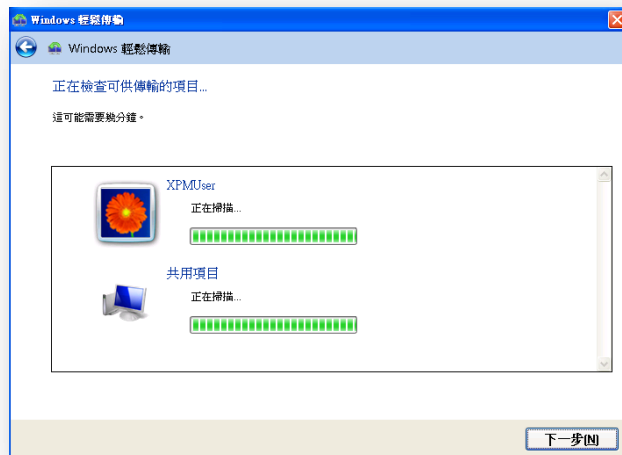 Windows 輕鬆傳輸
Windows 輕鬆傳輸
正在檢查可供傳輸的項目...
這可能需要幾分鐘。
XPMUser
正在掃描...
共用項目
正在掃描...
下一步(N)